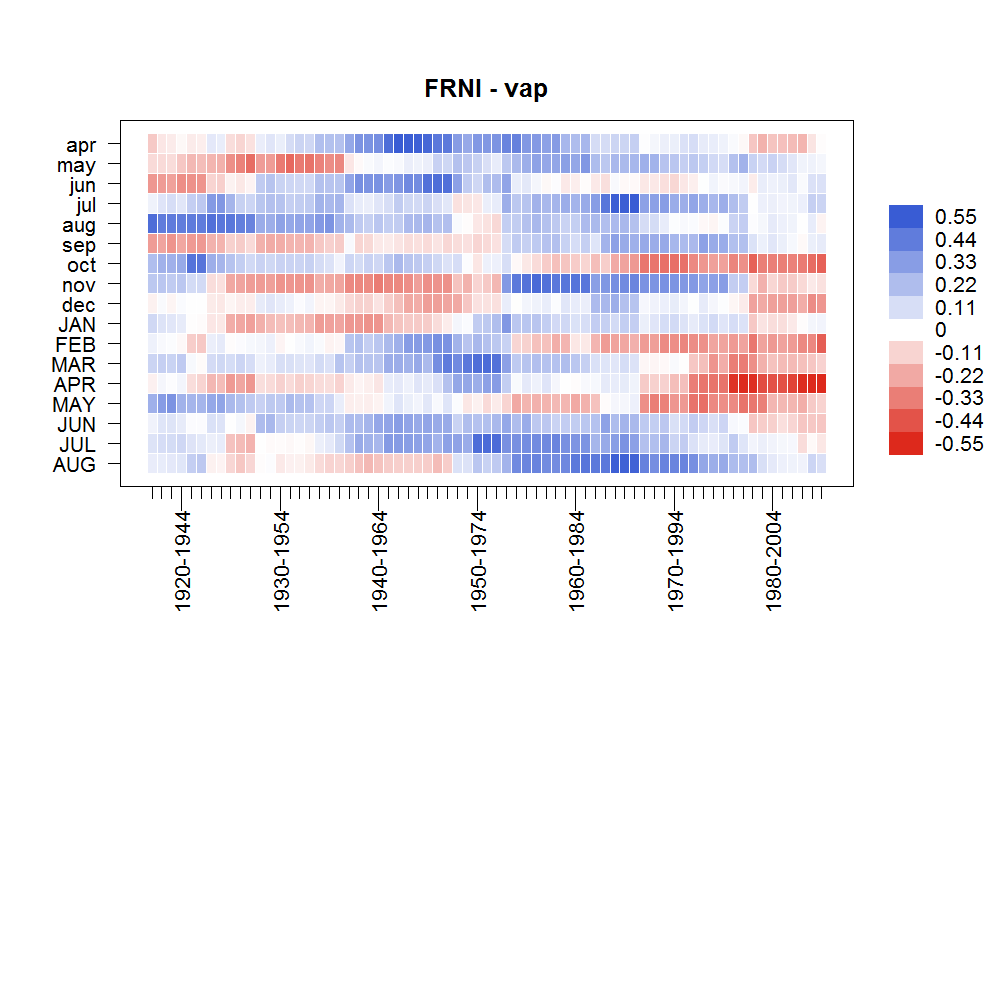 FRNI - vap
apr
may
jun
jul
aug
sep
oct
nov
dec
JAN
FEB
MAR
APR
MAY
JUN
JUL
AUG
0.55
0.44
0.33
0.22
0.11
0
-0.11
-0.22
-0.33
-0.44
-0.55
1920-1944
1930-1954
1940-1964
1950-1974
1960-1984
1970-1994
1980-2004